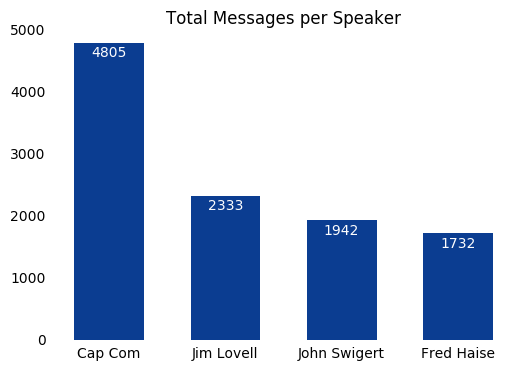 Total Messages per Speaker
5000
4000
3000
2000
1000
0
4805
2333
1942
1732
Cap Com
Jim Lovell
John Swigert
Fred Haise